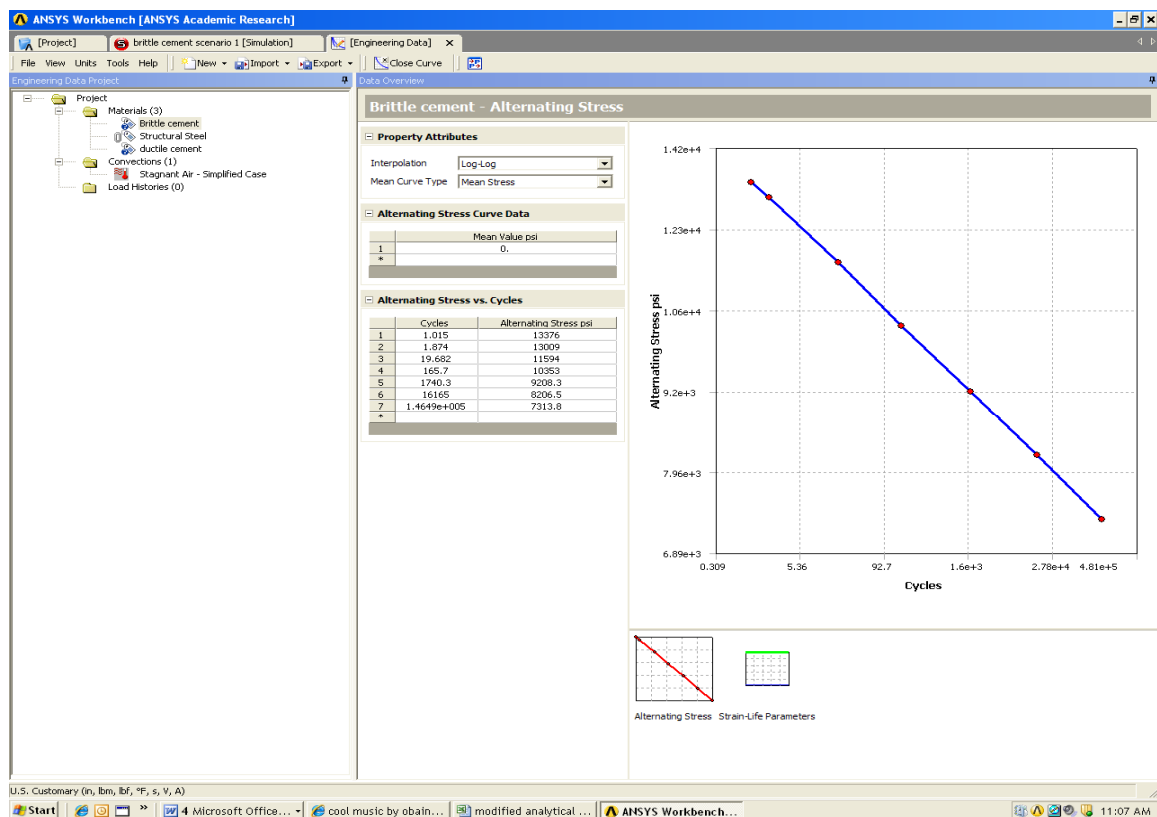 ANSYS Workbench [ANSYS Academic Research]
[Project]
brittle cement scenario 1 [Simulation]
[Engineering Data]
File View Units Tools Help
New
Import
Export
Close Curve
Engineering Data Project
Data Overview
Project
Materials (3)
Brittle cement
Structural Steel
ductile cement
Convections (1)
Stagnant Air - Simplified Case
Load Histories (0)
Brittle cement - Alternating Stress
Property Attributes
Interpolation Log-Log
Mean Curve Type Mean Stress
Alternating Stress Curve Data
Mean Value psi
1 0.
*
Alternating Stress vs. Cycles
Cycles Alternating Stress psi
1 1.015 13376
2 1.874 13009
3 19.682 11594
4 165.7 10353
5 1740.3 9208.3
6 16165 8206.5
7 1.4649e+005 7313.8
*
1.42e+4
1.23e+4
1.06e+4
9.2e+3
7.96e+3
6.89e+3
Alternating Stress psi
0.309 5.36 92.7 1.6e+3 2.78e+4 4.81e+5
Cycles
Alternating Stress
Strain-Life Parameters
U.S. Customary (in, lbm, lbf, °F, s, V, A)
Start
»
4 Microsoft Office...
cool music by obain...
modified analytical ...
ANSYS Workbench...
11:07 AM